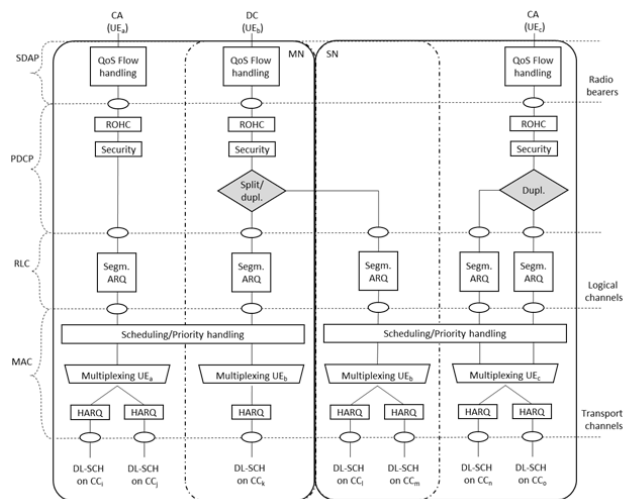 CA
(UEa)
DC
(UEb)
CA
(UEc)
MN
SN
SDAP
QoS Flow
handling
QoS Flow
handling
QoS Flow
handling
Radio
bearers
ROHC
ROHC
ROHC
Security
Security
Security
PDCP
Split/
dupl.
Dupl.
RLC
Segm.
ARQ
Segm.
ARQ
Segm.
ARQ
Segm.
ARQ
Segm.
ARQ
Logical
channels
Scheduling/Priority handling
Scheduling/Priority handling
MAC
Multiplexing UEa
Multiplexing UEb
Multiplexing UEb
Multiplexing UEc
HARQ
HARQ
HARQ
HARQ
HARQ
HARQ
HARQ
Transport
channels
DL-SCH
on CCi
DL-SCH
on CCj
DL-SCH
on CCk
DL-SCH
on CCl
DL-SCH
on CCm
DL-SCH
on CCn
DL-SCH
on CCo